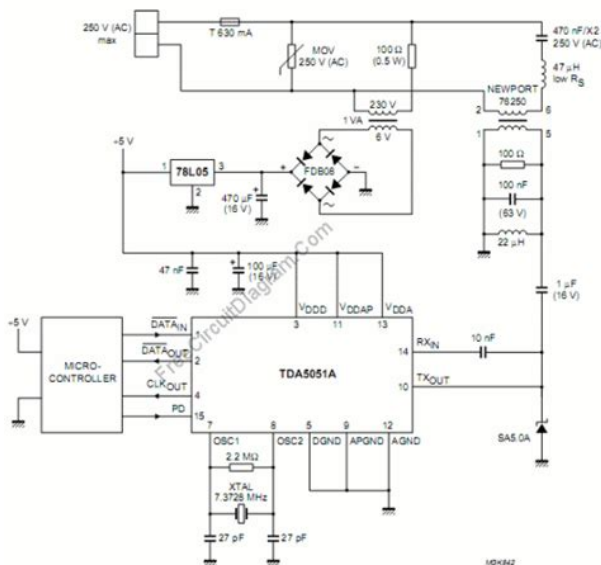 250 V (AC)
max
T 630 mA
MOV
250 V (AC)
100 Ω
(0.5 W)
470 nF/X2
250 V (AC)
47 μH
low RS
NEWPORT
76250
2
6
1
5
230 V
1 VA
6 V
+5 V
1
78L05
3
2
+
470 μF
(16 V)
+
~
FDB08
−
~
100 Ω
100 nF
(63 V)
22 μH
47 nF
+
100 μF
(16 V)
1 μF
(16 V)
VDDD
VDDAP
VDDA
3
11
13
+5 V
MICRO-
CONTROLLER
DATAIN
1
DATAOUT
2
CLKOUT
4
PD
15
TDA5051A
14
RXIN
10 nF
10
TXOUT
SA5.0A
7
8
5
9
12
OSC1
OSC2
DGND
APGND
AGND
2.2 MΩ
XTAL
7.3728 MHz
27 pF
27 pF
FreeCircuitDiagram.Com